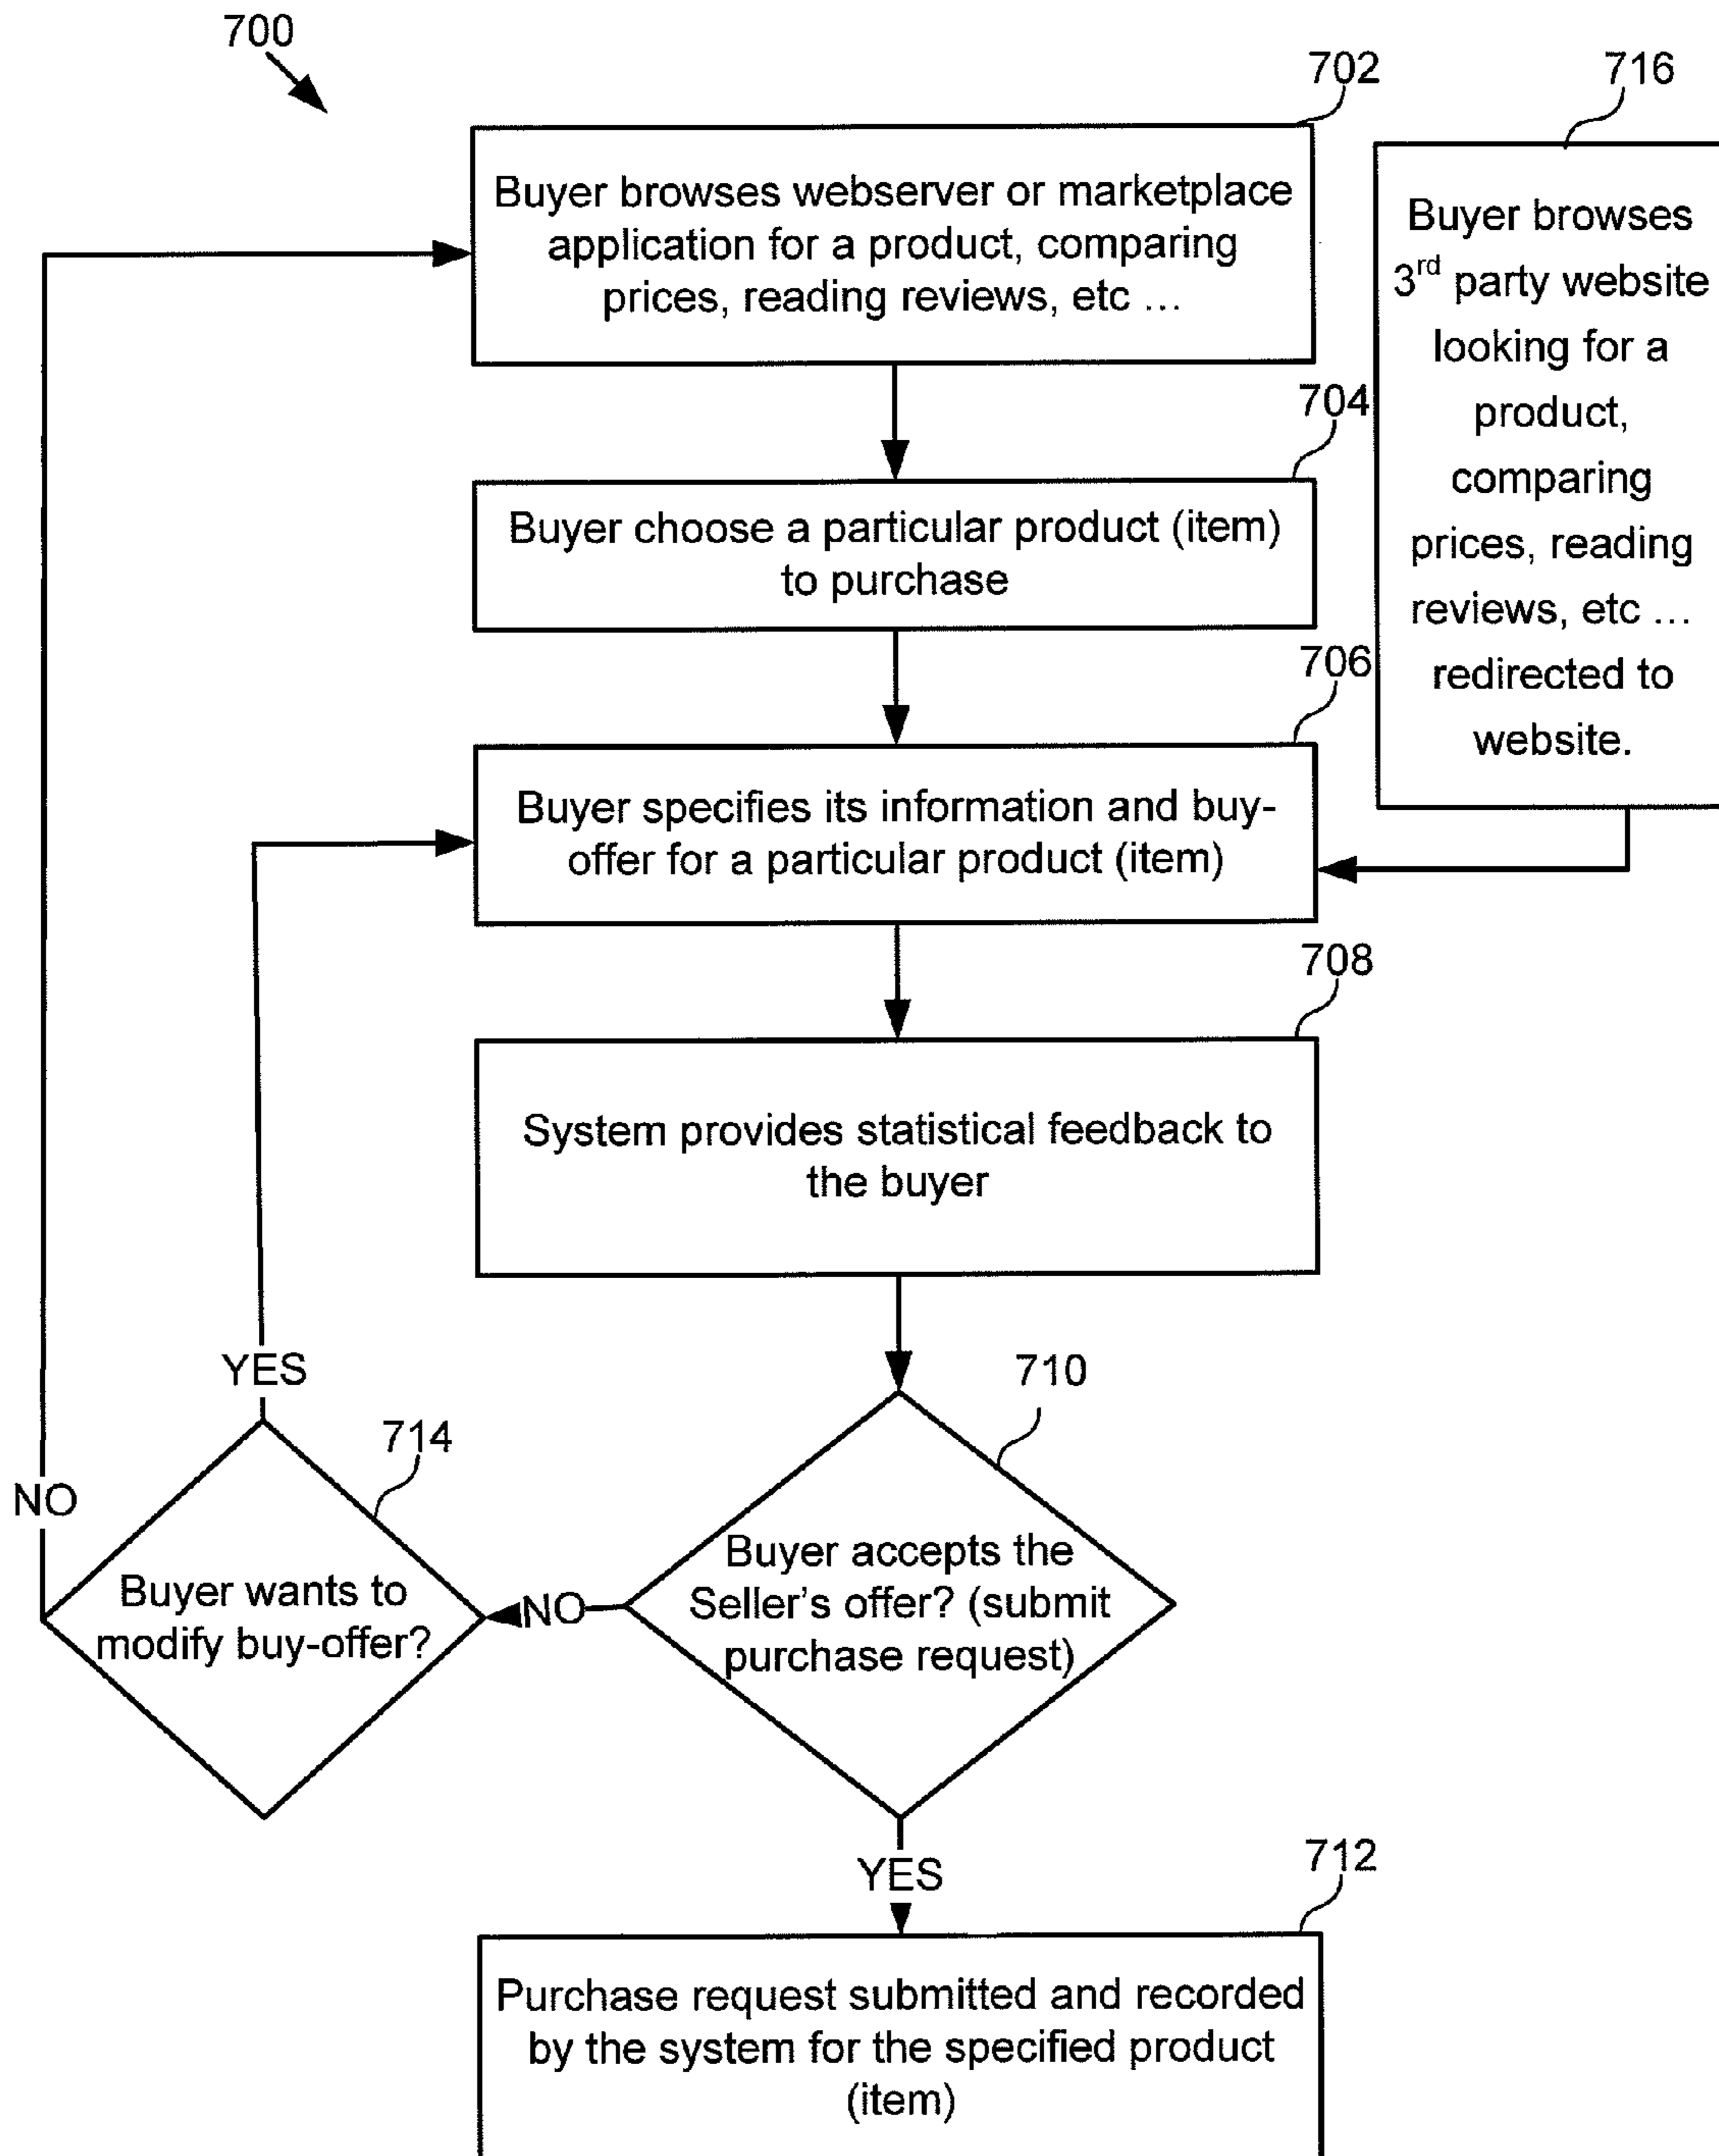 700
702
Buyer browses webserver or marketplace
application for a product, comparing
prices, reading reviews, etc ...
716
Buyer browses
3rd party website
looking for a
product,
comparing
prices, reading
reviews, etc ...
redirected to
website.
704
Buyer choose a particular product (item)
to purchase
706
Buyer specifies its information and buy-
offer for a particular product (item)
708
System provides statistical feedback to
the buyer
710
Buyer accepts the
Seller's offer? (submit
purchase request)
NO
714
Buyer wants to
modify buy-offer?
YES
NO
YES
712
Purchase request submitted and recorded
by the system for the specified product
(item)